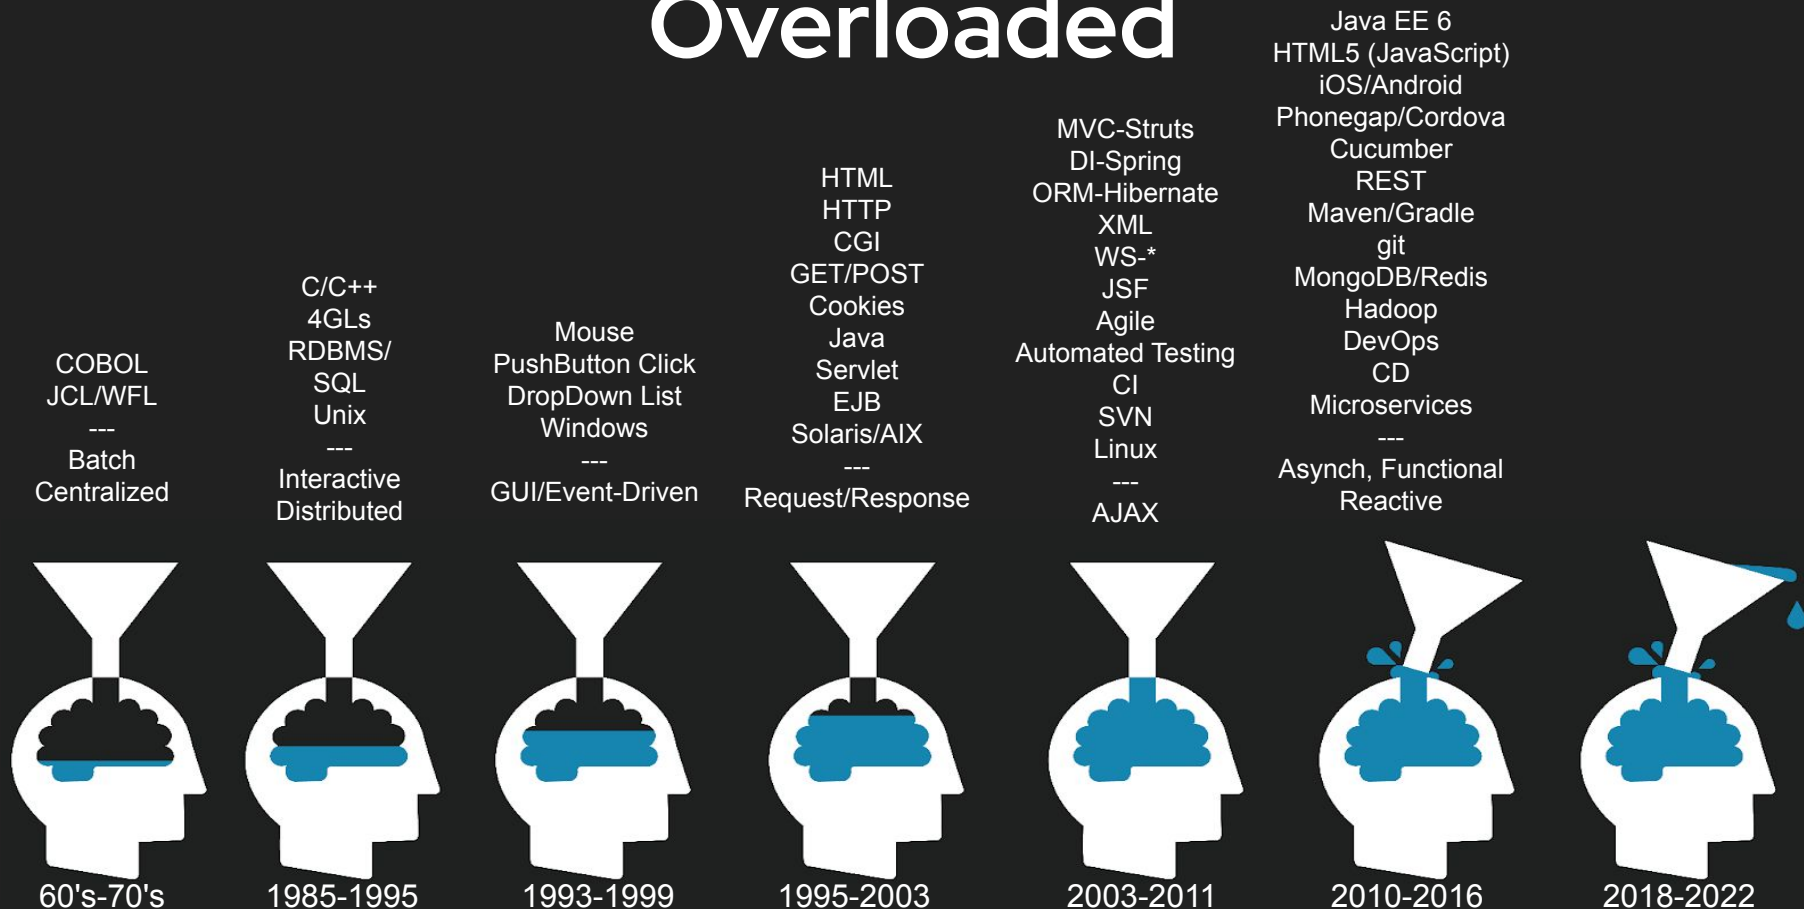 Overloaded
COBOL
JCL/WFL
---
Batch
Centralized
60's-70's
C/C++
4GLs
RDBMS/
SQL
Unix
---
Interactive
Distributed
1985-1995
Mouse
PushButton Click
DropDown List
Windows
---
GUI/Event-Driven
1993-1999
HTML
HTTP
CGI
GET/POST
Cookies
Java
Servlet
EJB
Solaris/AIX
---
Request/Response
1995-2003
MVC-Struts
DI-Spring
ORM-Hibernate
XML
WS-*
JSF
Agile
Automated Testing
CI
SVN
Linux
---
AJAX
2003-2011
Java EE 6
HTML5 (JavaScript)
iOS/Android
Phonegap/Cordova
Cucumber
REST
Maven/Gradle
git
MongoDB/Redis
Hadoop
DevOps
CD
Microservices
---
Asynch, Functional
Reactive
2010-2016
2018-2022